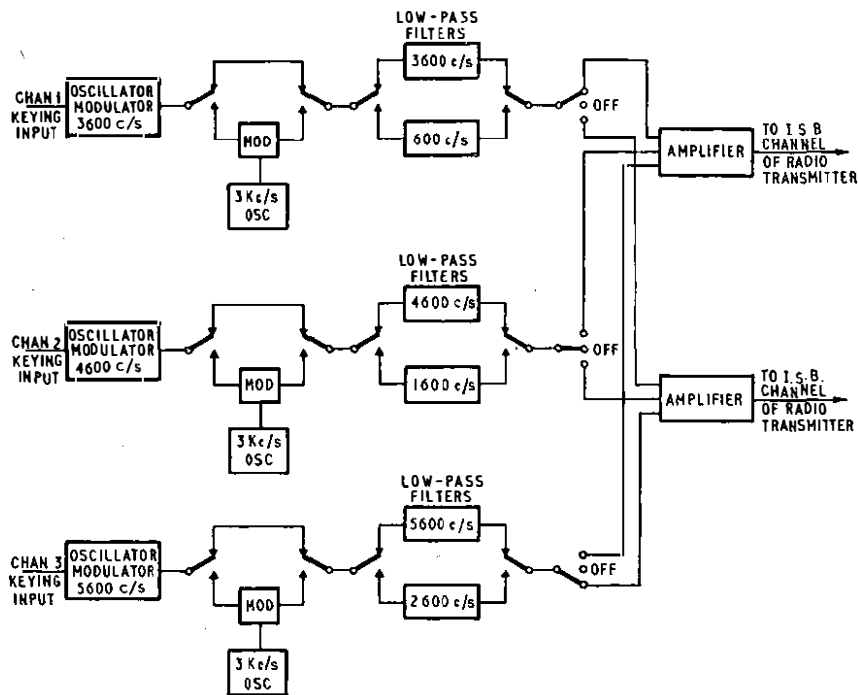 LOW-PASS
FILTERS
3600 c/s
CHAN 1
KEYING
INPUT
OSCILLATOR
MODULATOR
3600 c/s
OFF
MOD
600 c/s
3 Kc/s
OSC
AMPLIFIER
TO I S B
CHANNEL
OF RADIO
TRANSMITTER
LOW-PASS
FILTERS
4600 c/s
CHAN 2
KEYING
INPUT
OSCILLATOR
MODULATOR
4600 c/s
OFF
MOD
1600 c/s
3 Kc/s
OSC
AMPLIFIER
TO I.S.B.
CHANNEL
OF RADIO
TRANSMITTER
LOW-PASS
FILTERS
5600 c/s
CHAN 3
KEYING
INPUT
OSCILLATOR
MODULATOR
5600 c/s
OFF
MOD
2600 c/s
3 Kc/s
OSC